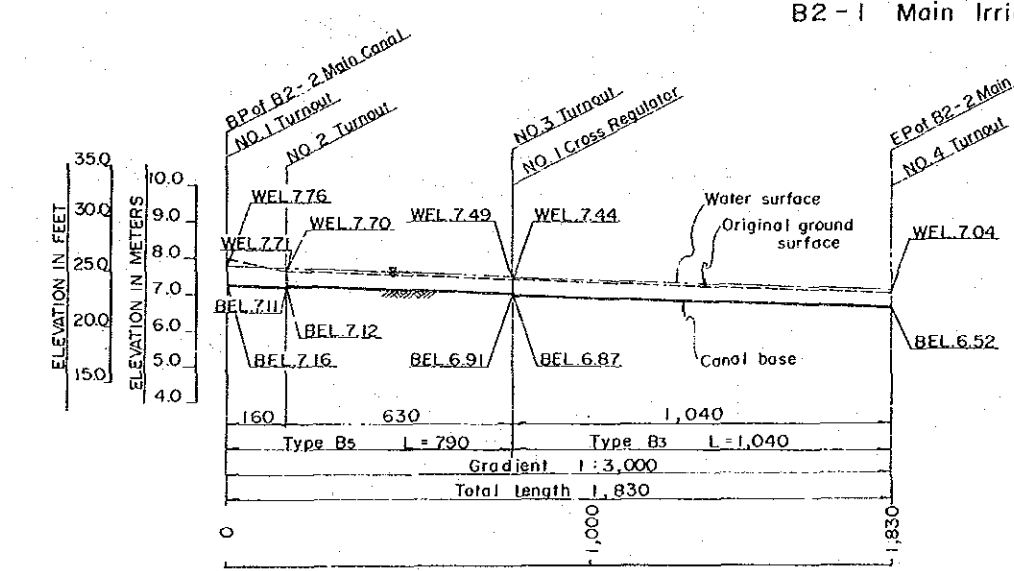 B2-1 Main Irri
BP of B2-2 Main Canal
NO.1 Turnout
NO.2 Turnout
NO.3 Turnout
NO.1 Cross Regulator
EP of B2-2 Main
NO.4 Turnout
ELEVATION IN FEET
35.0
30.0
25.0
20.0
15.0
ELEVATION IN METERS
10.0
9.0
8.0
7.0
6.0
5.0
4.0
WEL.7.76
WEL.7.71
WEL.7.70
WEL.7.49
WEL.7.44
Water surface
Original ground
surface
WEL.7.04
BEL.7.11
BEL.7.12
BEL.7.16
BEL.6.91
BEL.6.87
Canal base
BEL.6.52
160
630
1,040
Type B5 L=790
Type B3 L=1,040
Gradient 1:3,000
Total Length 1,830
0
1,000
1,830